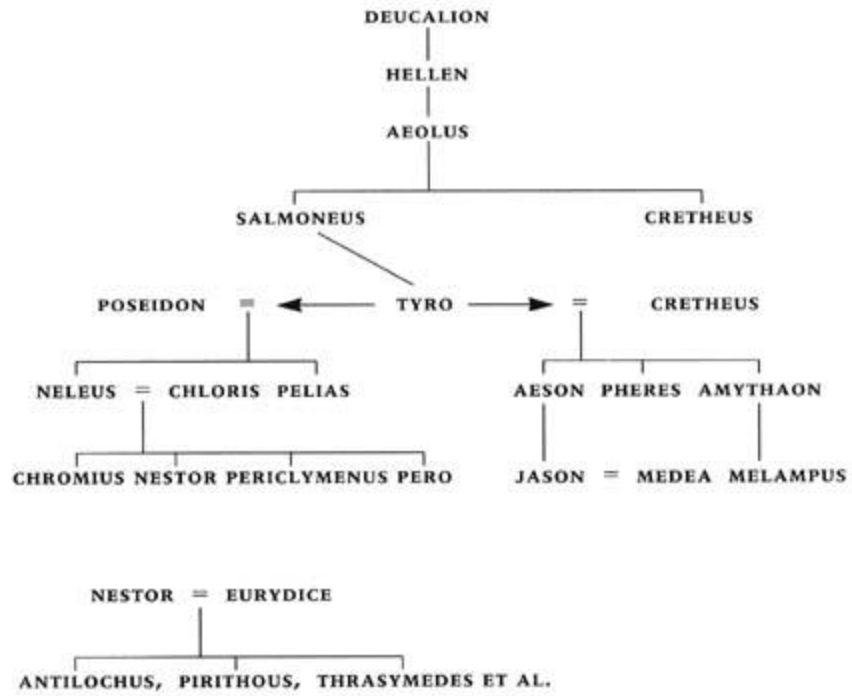 DEUCALION
HELLEN
AEOLUS
SALMONEUS CRETHEUS
POSEIDON = TYRO = CRETHEUS
NELEUS = CHLORIS PELIAS AESON PHERES AMYTHAON
CHROMIUS NESTOR PERICLYMENUS PERO JASON = MEDEA MELAMPUS
NESTOR = EURYDICE
ANTILOCHUS, PIRITHOUS, THRASYMEDES ET AL.